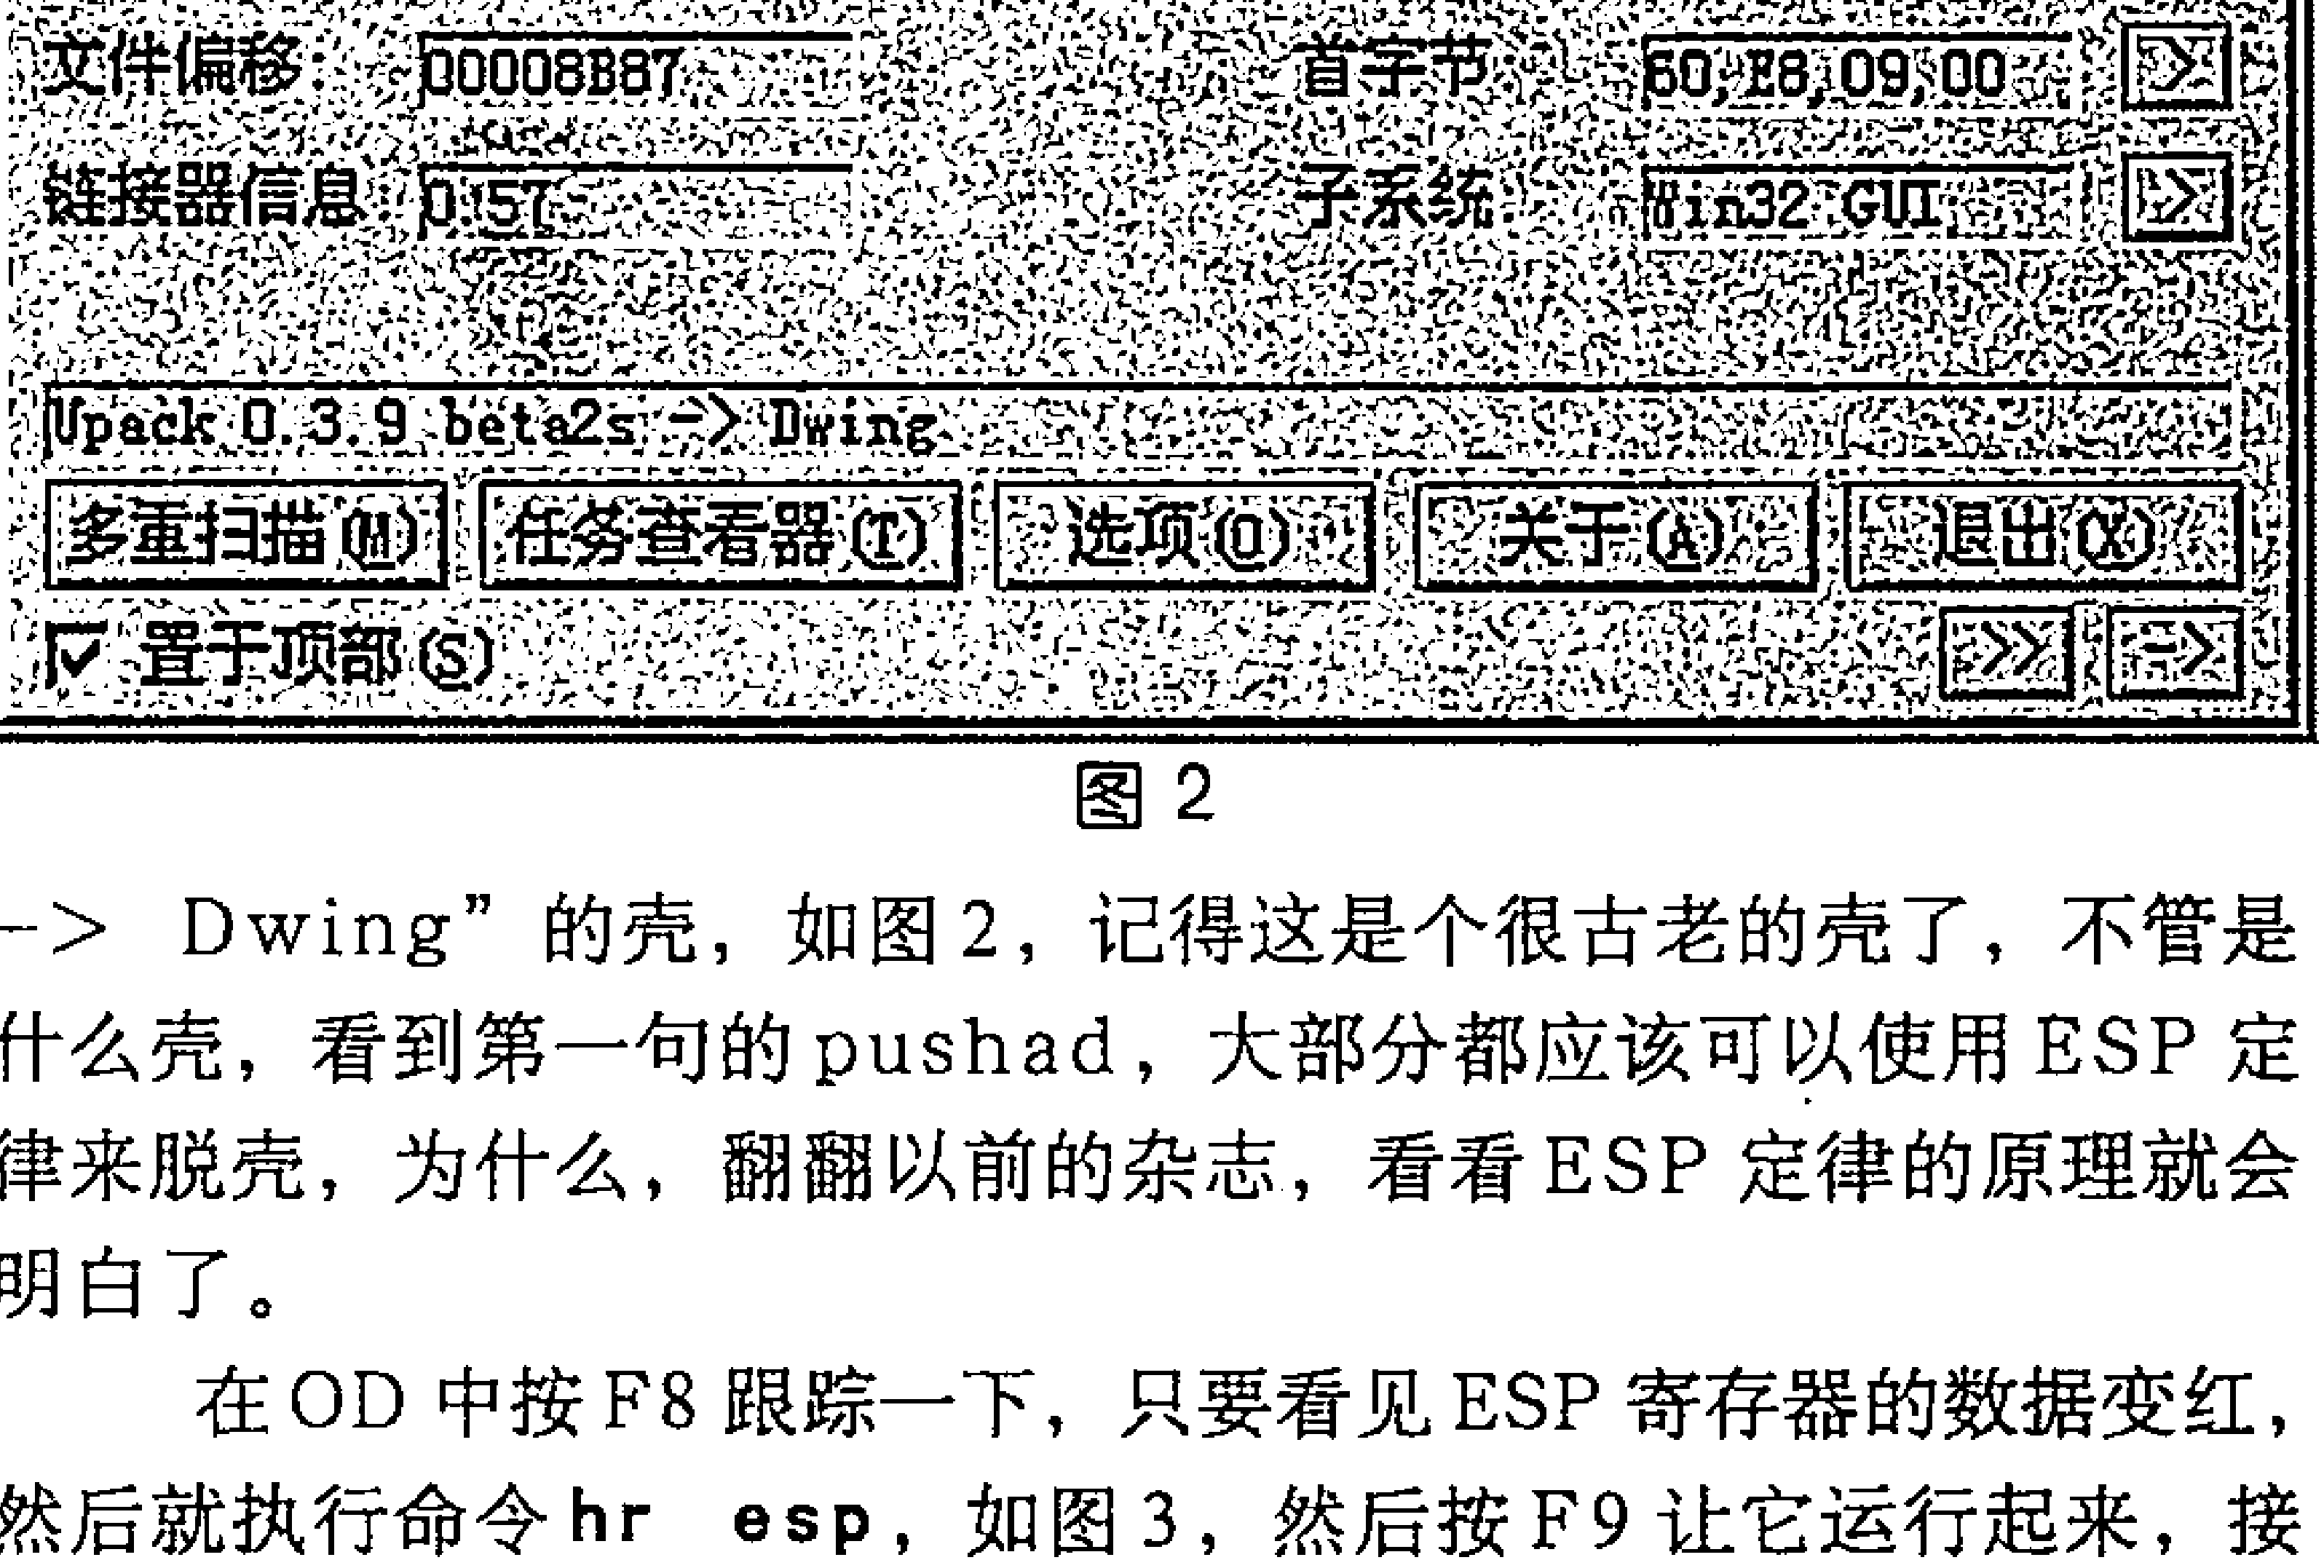 文件偏移: 00008B87 首字节: 60,E8,09,00 >
链接器信息: 0.57 子系统: Win32 GUI >
Upack 0.3.9 beta2s -> Dwing
多重扫描(M) 任务查看器(T) 选项(O) 关于(A) 退出(X)
置于顶部(S) >> ->
图 2
-> Dwing”的壳，如图2，记得这是个很古老的壳了，不管是
什么壳，看到第一句的pushad，大部分都应该可以使用ESP定
律来脱壳，为什么，翻翻以前的杂志，看看ESP定律的原理就会
明白了。
在OD中按F8跟踪一下，只要看见ESP寄存器的数据变红，
然后就执行命令hr esp，如图3，然后按F9让它运行起来，接